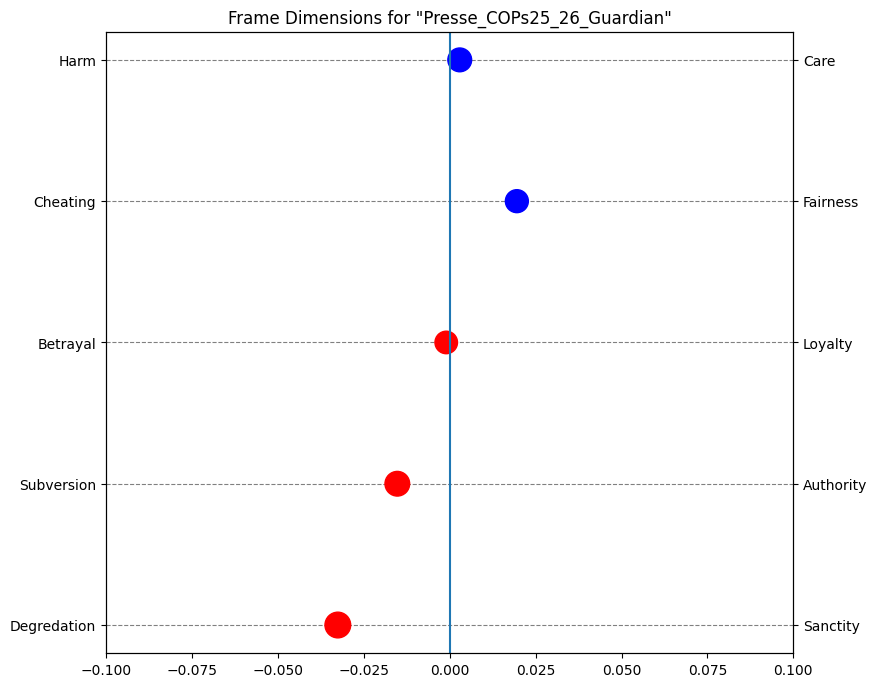 Frame Dimensions for "Presse_COPs25_26_Guardian"
Harm
Care
Cheating
Fairness
Betrayal
Loyalty
Subversion
Authority
Degredation
Sanctity
−0.100 −0.075 −0.050 −0.025 0.000 0.025 0.050 0.075 0.100